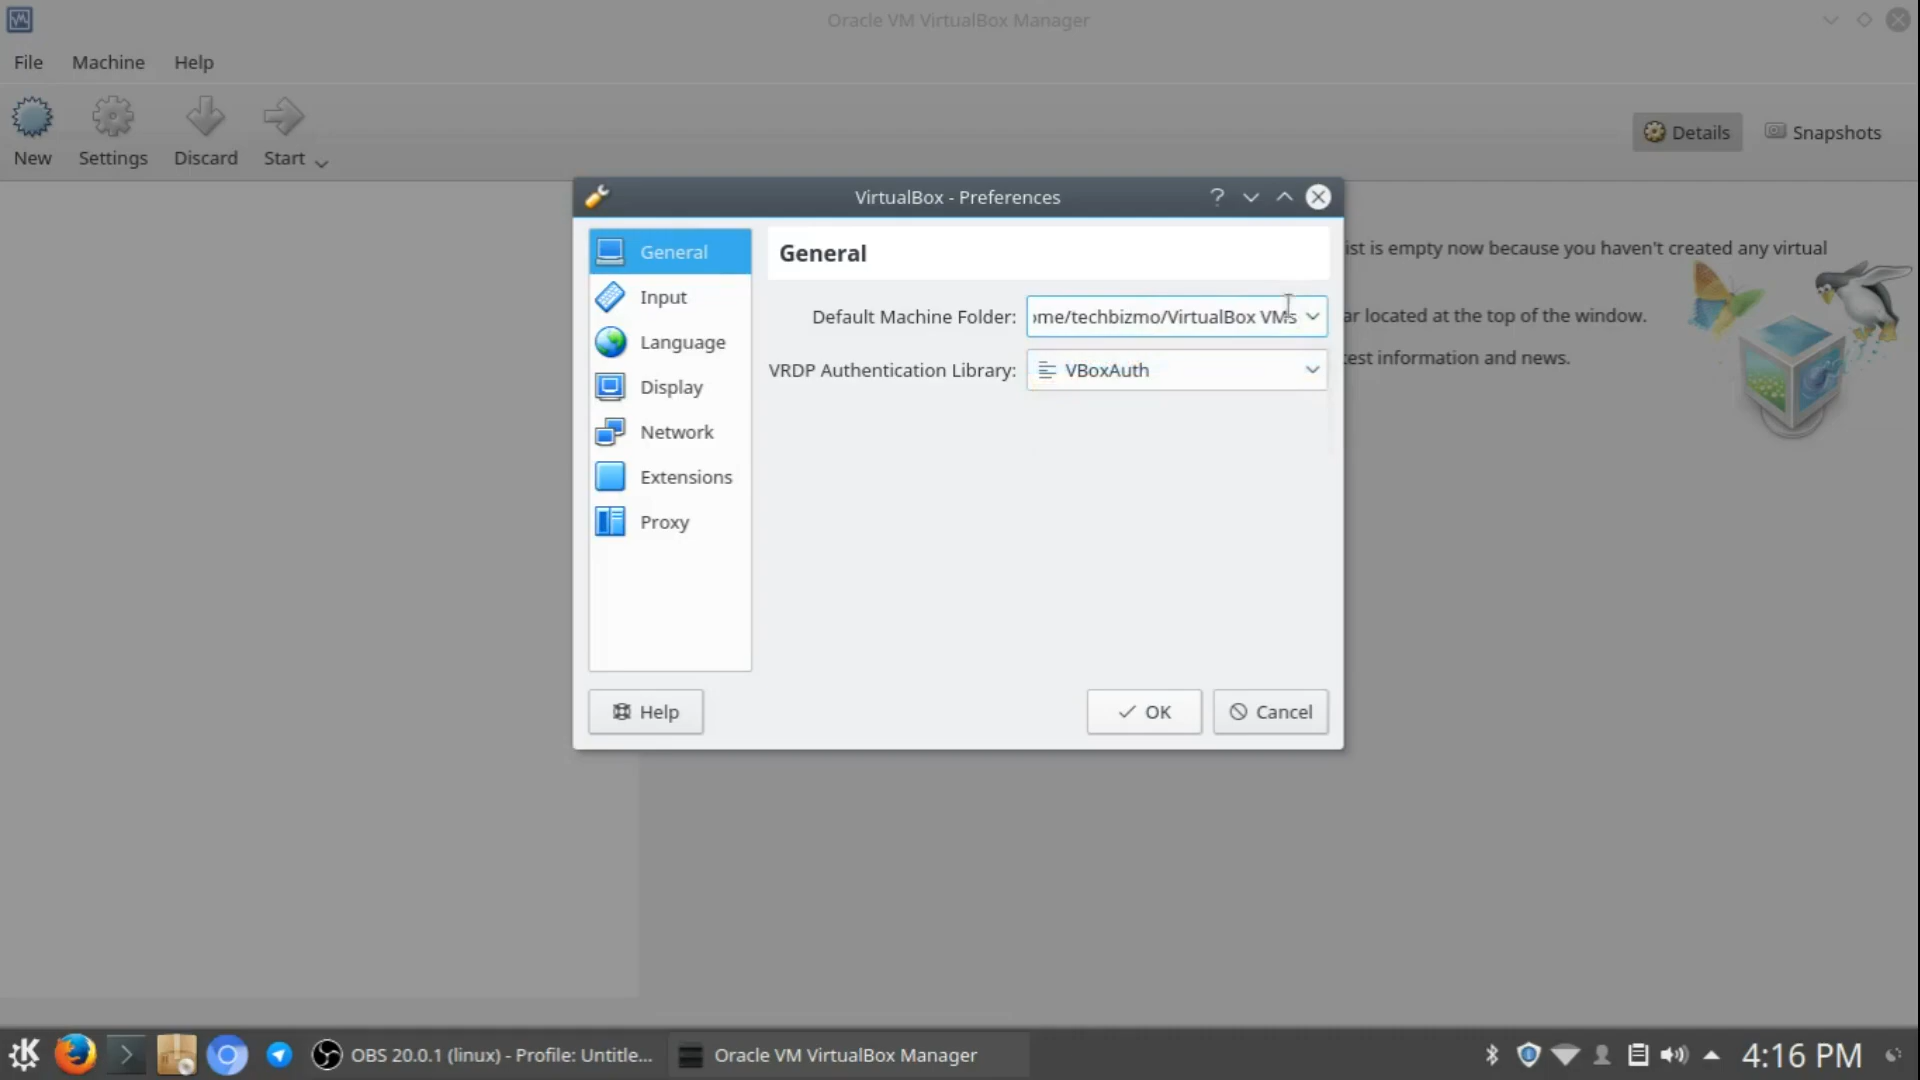 Oracle VM VirtualBox Manager
File Machine Help
New Settings Discard Start
Details Snapshots
VirtualBox - Preferences
General
Input
Language
Display
Network
Extensions
Proxy
General
Default Machine Folder: ome/techbizmo/VirtualBox VMs
VRDP Authentication Library: VBoxAuth
ist is empty now because you haven't created any virtual
ar located at the top of the window.
test information and news.
Help OK Cancel
OBS 20.0.1 (linux) - Profile: Untitle...
Oracle VM VirtualBox Manager
4:16 PM